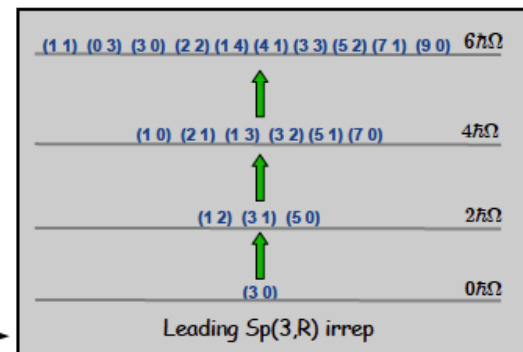 (1 1) (0 3) (3 0) (2 2) (1 4) (4 1) (3 3) (5 2) (7 1) (9 0) 6ℏΩ
(1 0) (2 1) (1 3) (3 2) (5 1) (7 0) 4ℏΩ
(1 2) (3 1) (5 0) 2ℏΩ
(3 0) 0ℏΩ
Leading Sp(3,R) irrep